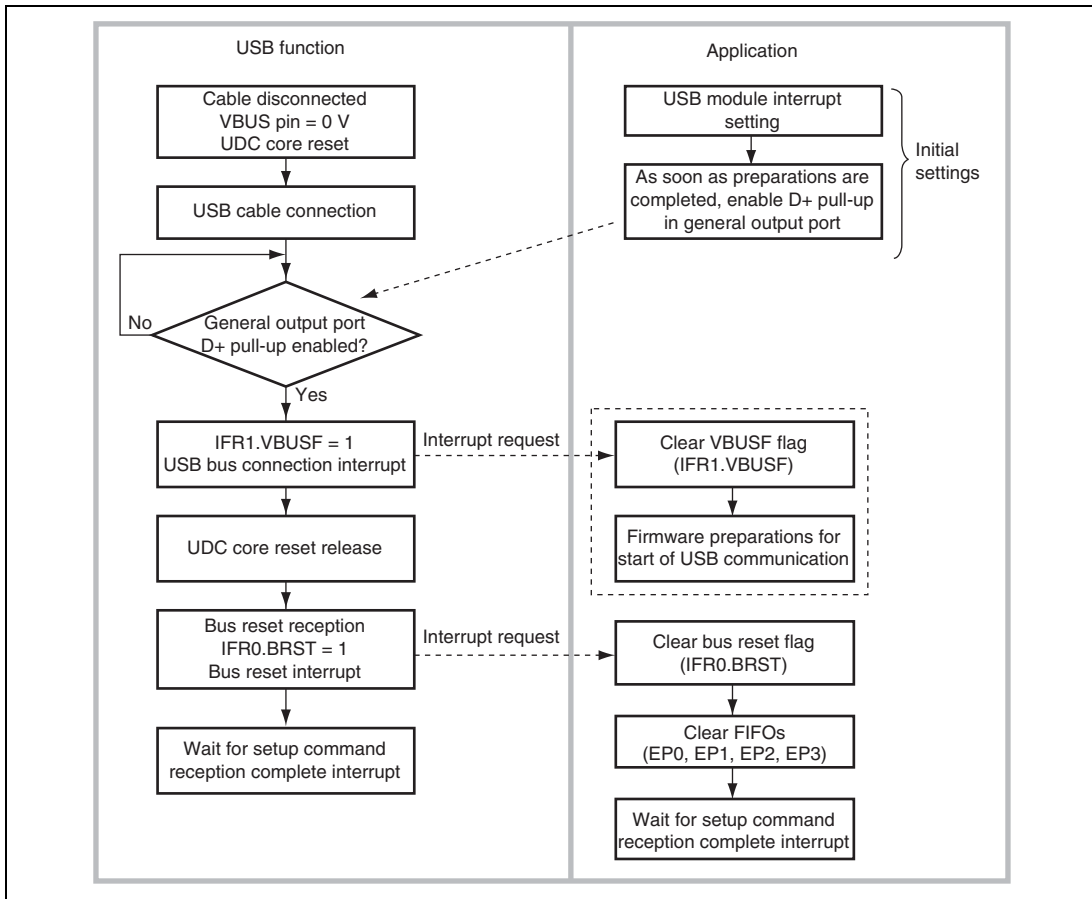 USB function
Cable disconnected
VBUS pin = 0 V
UDC core reset
USB cable connection
General output port
D+ pull-up enabled?
No
Yes
IFR1.VBUSF = 1
USB bus connection interrupt
Interrupt request
UDC core reset release
Bus reset reception
IFR0.BRST = 1
Bus reset interrupt
Interrupt request
Wait for setup command
reception complete interrupt
Application
USB module interrupt
setting
As soon as preparations are
completed, enable D+ pull-up
in general output port
Initial
settings
Clear VBUSF flag
(IFR1.VBUSF)
Firmware preparations for
start of USB communication
Clear bus reset flag
(IFR0.BRST)
Clear FIFOs
(EP0, EP1, EP2, EP3)
Wait for setup command
reception complete interrupt